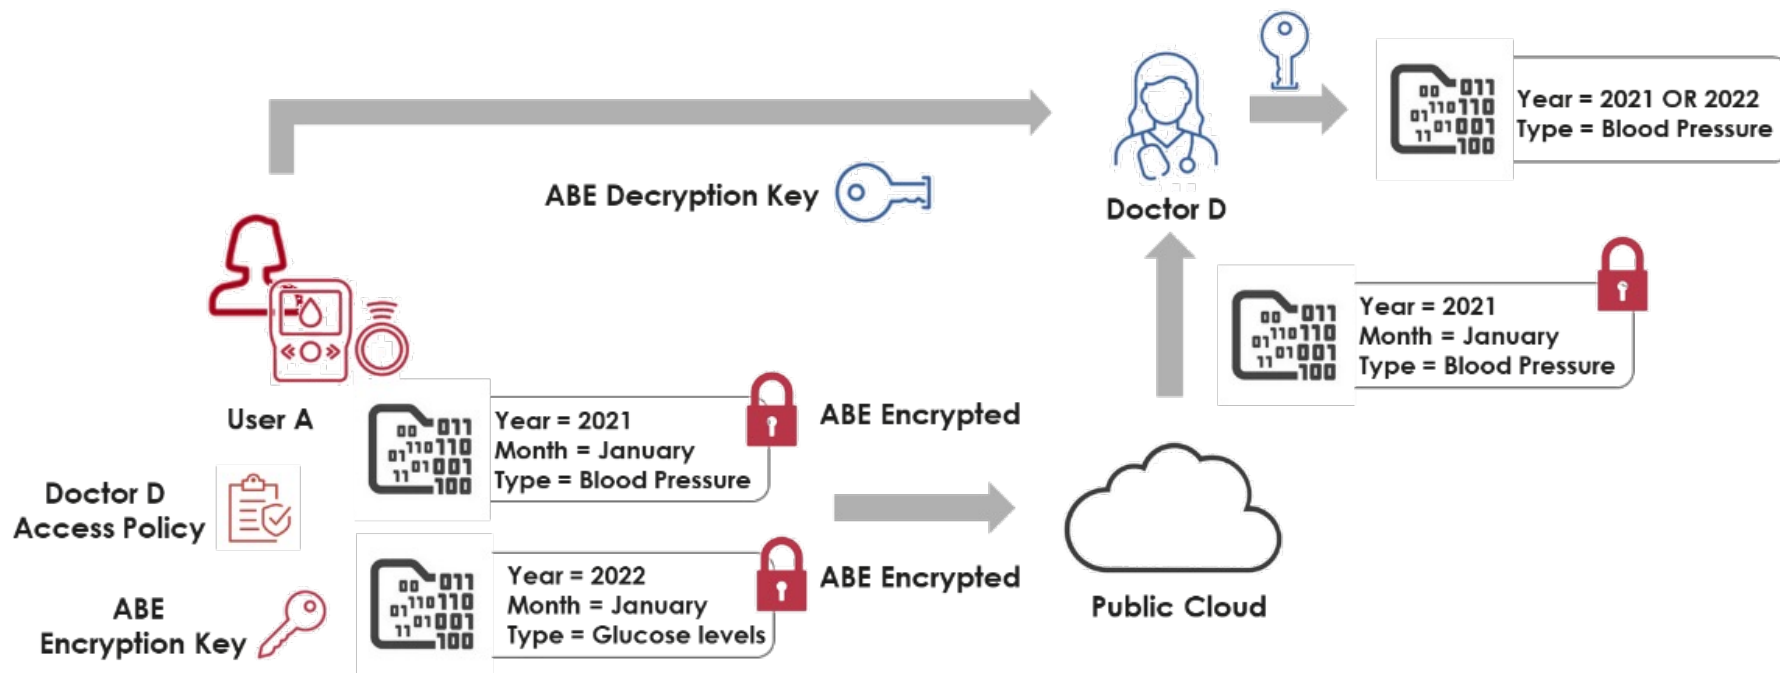 Year = 2021 OR 2022
Type = Blood Pressure
ABE Decryption Key
Doctor D
Year = 2021
Month = January
Type = Blood Pressure
User A
Year = 2021
Month = January
Type = Blood Pressure
ABE Encrypted
Doctor D
Access Policy
Year = 2022
Month = January
Type = Glucose levels
ABE Encrypted
ABE
Encryption Key
Public Cloud